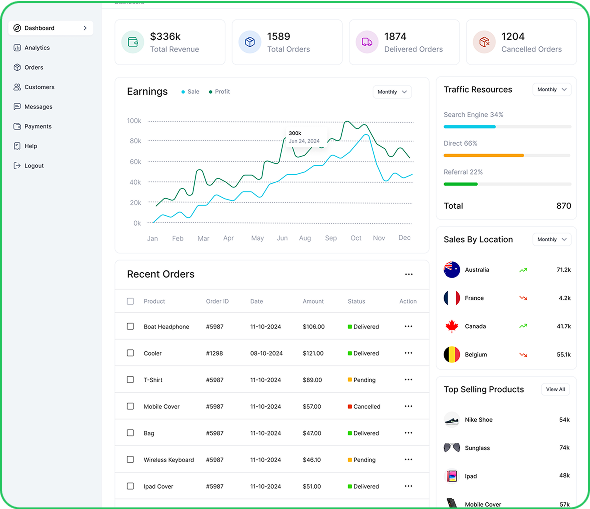 Dashboard
Analytics
Orders
Customers
Messages
Payments
Help
Logout
$336k
Total Revenue
1589
Total Orders
1874
Delivered Orders
1204
Cancelled Orders
Earnings
Sale
Profit
Monthly
100k
80k
60k
40k
20k
0k
300k
Jun 24, 2024
Jan Feb Mar Apr May Jun Aug Sep Oct Nov Dec
Recent Orders
Product Order ID Date Amount Status Action
Boat Headphone #5987 11-10-2024 $106.00 Delivered
Cooler #1298 08-10-2024 $121.00 Delivered
T-Shirt #5987 11-10-2024 $89.00 Pending
Mobile Cover #5987 11-10-2024 $57.00 Cancelled
Bag #5987 11-10-2024 $47.00 Delivered
Wireless Keyboard #5987 11-10-2024 $46.10 Pending
Ipad Cover #5987 11-10-2024 $51.00 Delivered
Traffic Resources
Monthly
Search Engine 34%
Direct 66%
Referral 22%
Total 870
Sales By Location
Monthly
Australia 71.2k
France 4.2k
Canada 41.7k
Belgium 55.1k
Top Selling Products
View All
Nike Shoe 54k
Sunglass 74k
Ipad 48k
Mobile Cover 57k